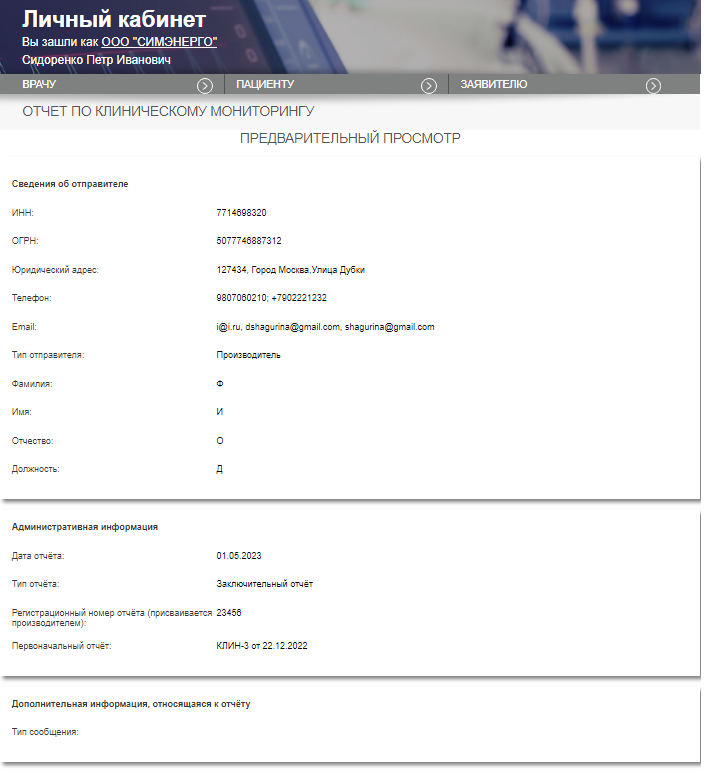 Личный кабинет
Вы зашли как ООО "СИМЭНЕРГО"
Сидоренко Петр Иванович
ВРАЧУ ПАЦИЕНТУ ЗАЯВИТЕЛЮ
ОТЧЕТ ПО КЛИНИЧЕСКОМУ МОНИТОРИНГУ
ПРЕДВАРИТЕЛЬНЫЙ ПРОСМОТР
Сведения об отправителе
ИНН: 7714698320
ОГРН: 5077746887312
Юридический адрес: 127434, Город Москва,Улица Дубки
Телефон: 9807060210; +7902221232
Email: i@i.ru, dshagurina@gmail.com, shagurina@gmail.com
Тип отправителя: Производитель
Фамилия: Ф
Имя: И
Отчество: О
Должность: Д
Административная информация
Дата отчёта: 01.05.2023
Тип отчёта: Заключительный отчёт
Регистрационный номер отчёта (присваивается 23456
производителем):
Первоначальный отчёт: КЛИН-3 от 22.12.2022
Дополнительная информация, относящаяся к отчёту
Тип сообщения: